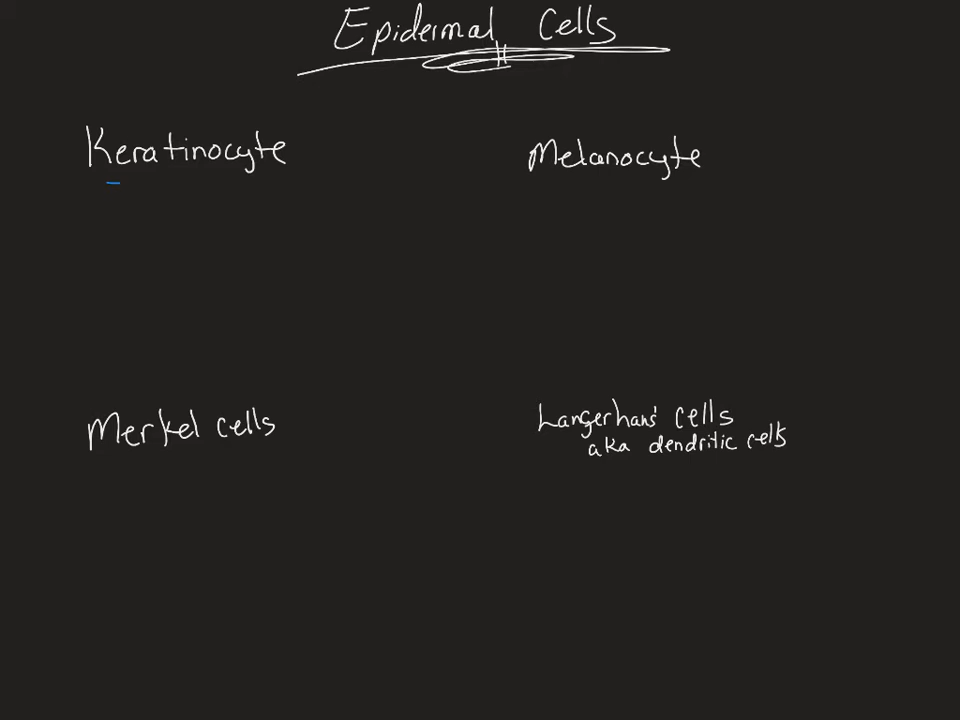 Epidermal Cells
Keratinocyte
Melanocyte
Merkel cells
Langerhans' cells
aka dendritic cells